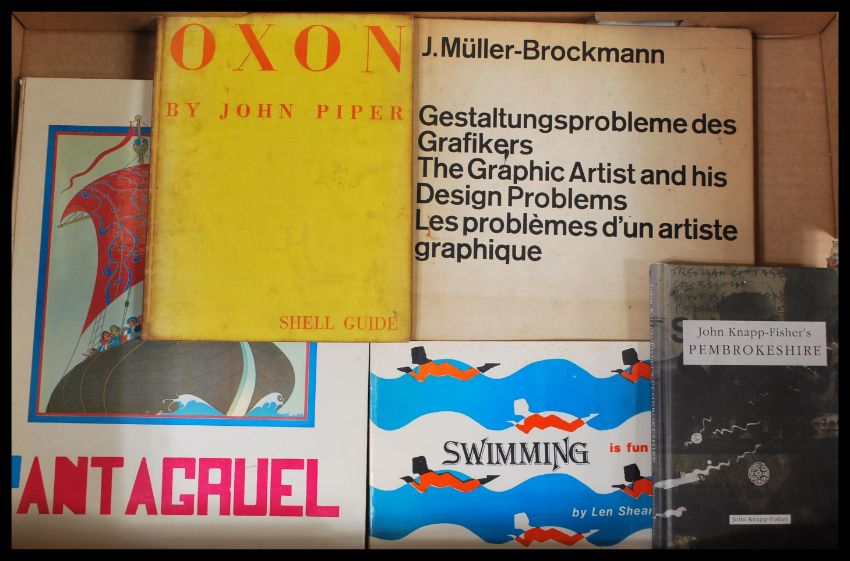 OXON
BY JOHN PIPER
SHELL GUIDE
J. Müller-Brockmann
Gestaltungsprobleme des
Grafikers
The Graphic Artist and his
Design Problems
Les problèmes d'un artiste
graphique
ANTAGRUEL
SWIMMING
is fun
by Len Shear
John Knapp-Fisher's
PEMBROKESHIRE
John Knapp-Fisher